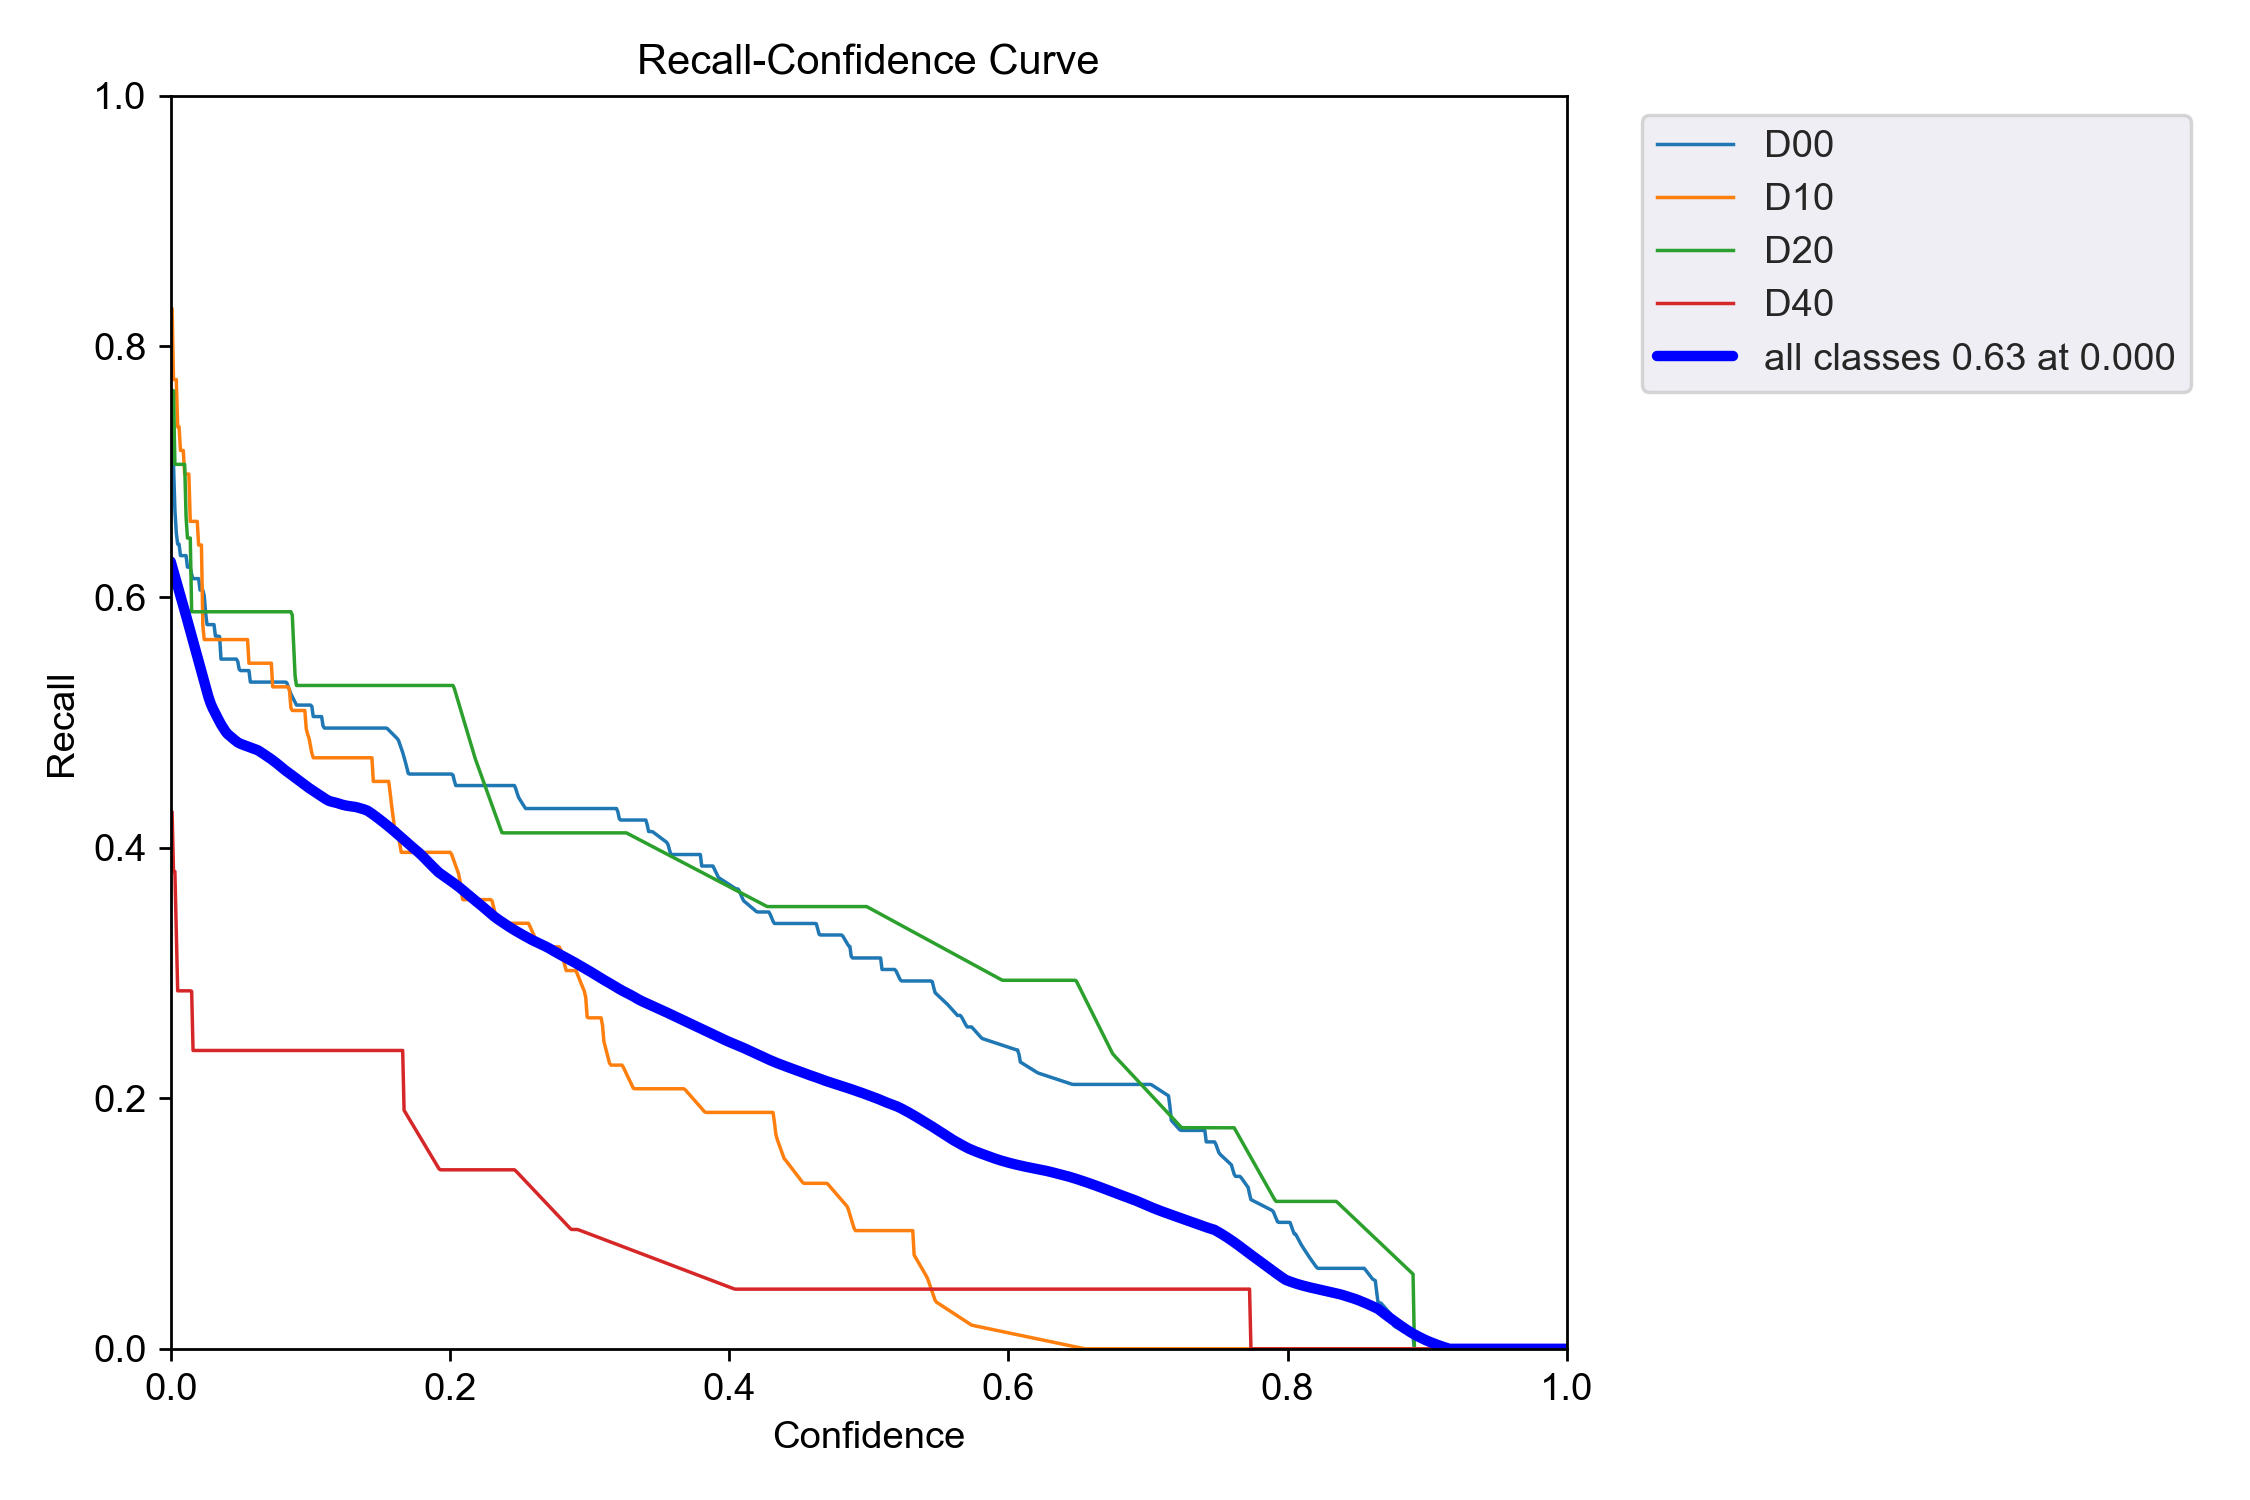 Recall-Confidence Curve
1.0
0.8
0.6
0.4
0.2
0.0
Recall
0.0 0.2 0.4 0.6 0.8 1.0
Confidence
D00
D10
D20
D40
all classes 0.63 at 0.000